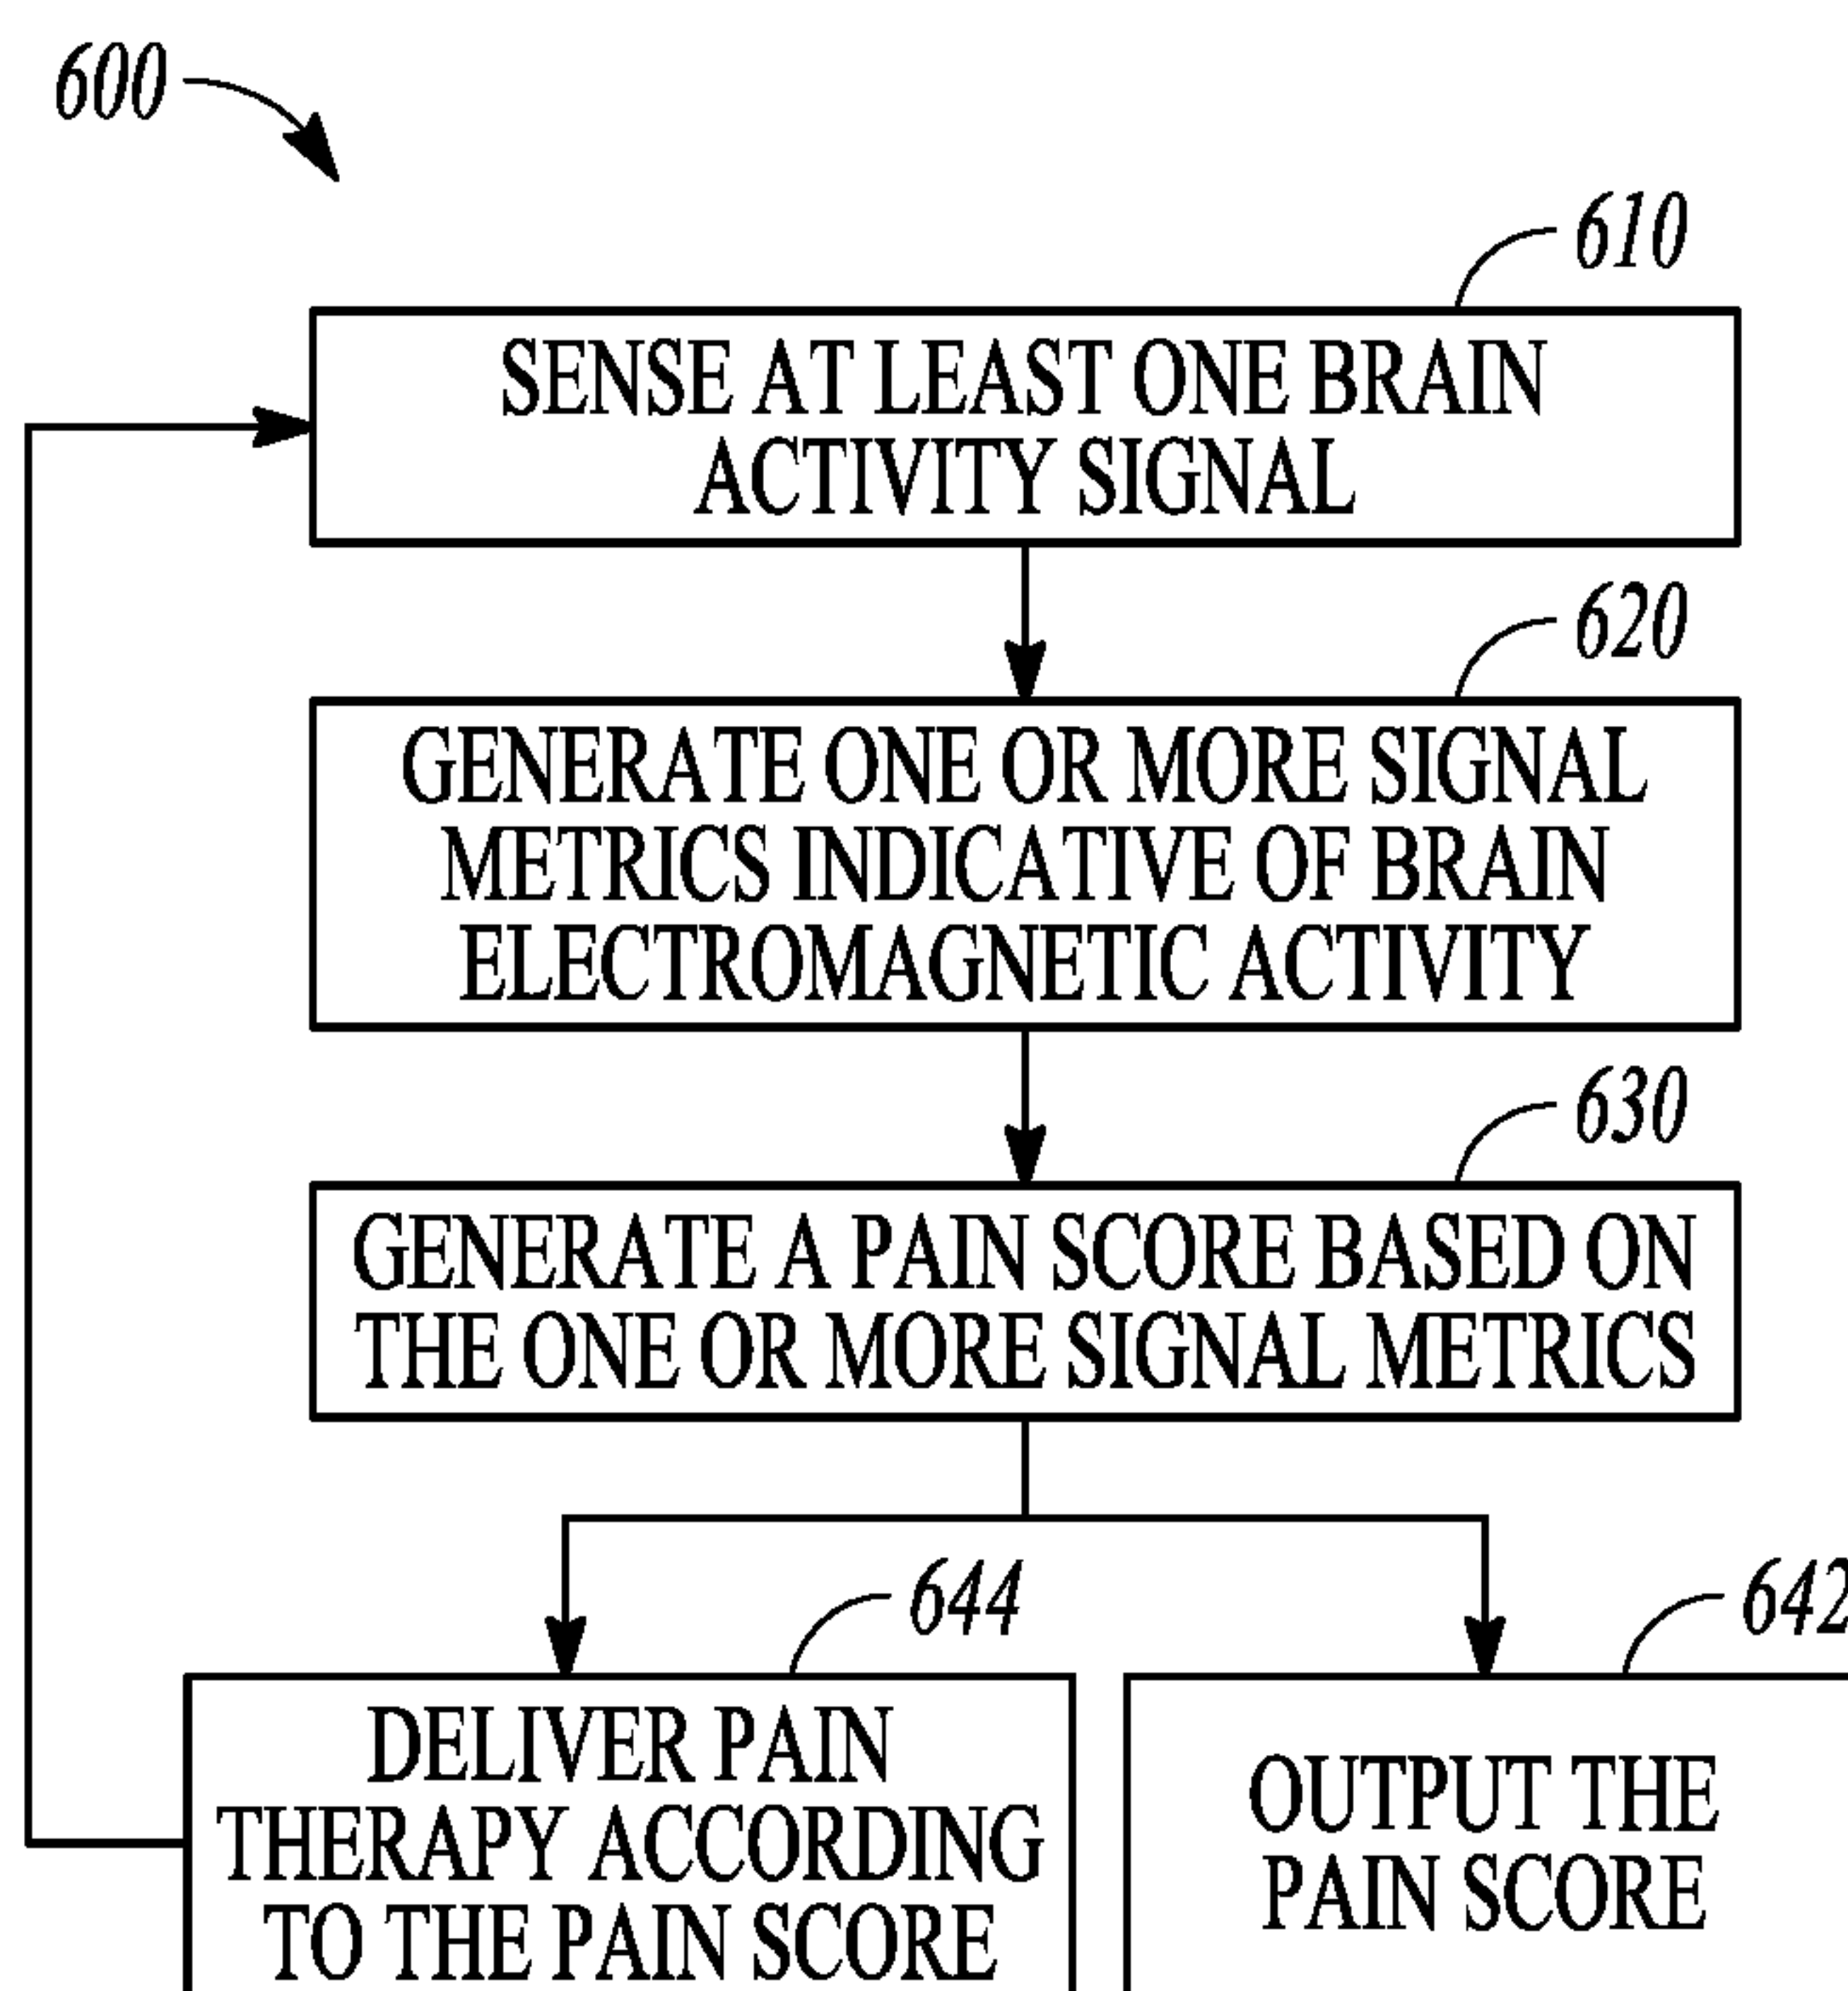 600
610
SENSE AT LEAST ONE BRAIN
ACTIVITY SIGNAL
620
GENERATE ONE OR MORE SIGNAL
METRICS INDICATIVE OF BRAIN
ELECTROMAGNETIC ACTIVITY
630
GENERATE A PAIN SCORE BASED ON
THE ONE OR MORE SIGNAL METRICS
644
DELIVER PAIN
THERAPY ACCORDING
TO THE PAIN SCORE
642
OUTPUT THE
PAIN SCORE